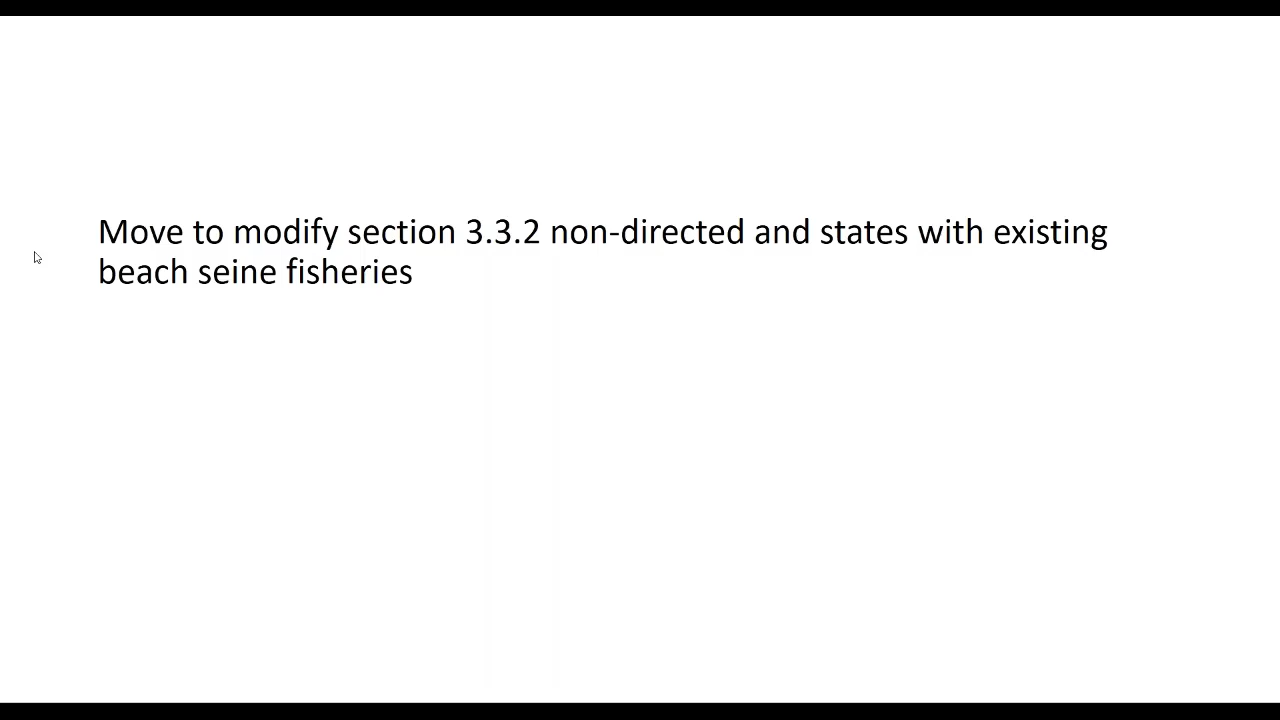 Move to modify section 3.3.2 non-directed and states with existing
beach seine fisheries